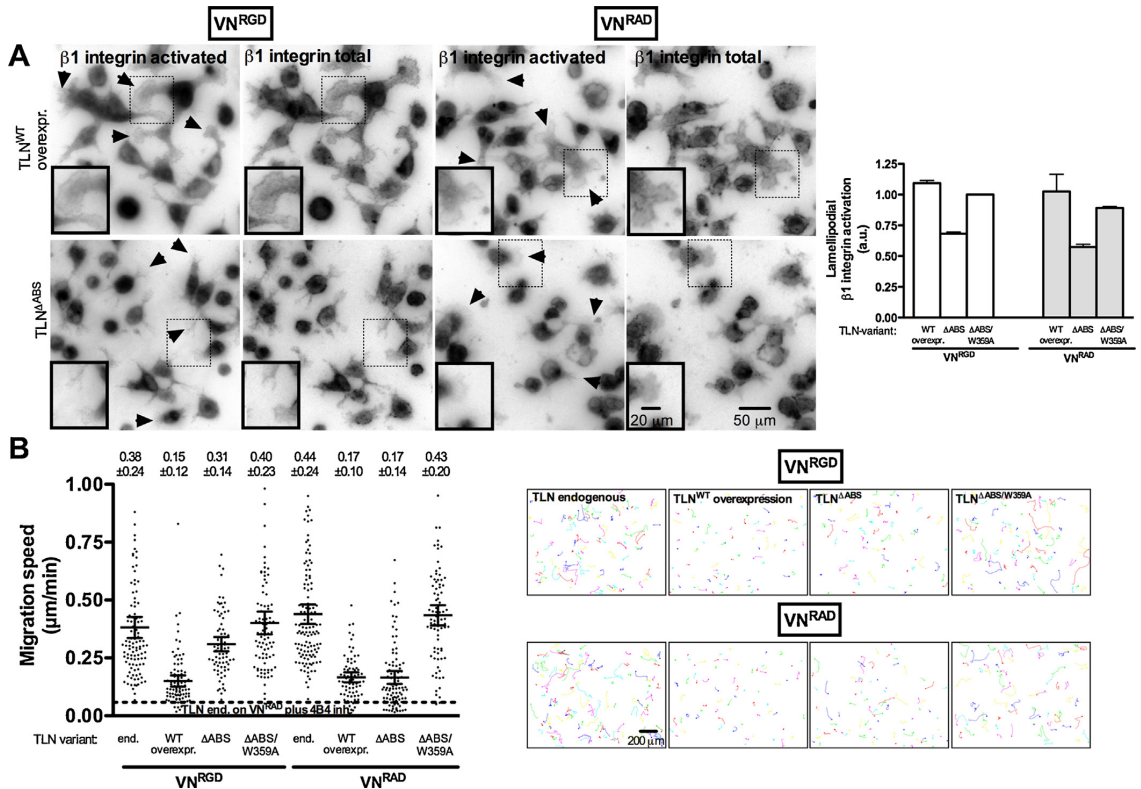 VN^RGD
VN^RAD
A
β1 integrin activated
β1 integrin total
β1 integrin activated
β1 integrin total
TLN^WT
overexpr.
TLN^ΔABS
20 μm
50 μm
Lamellipodial
β1 integrin activation
(a.u.)
1.25
1.00
0.75
0.50
0.25
0.00
TLN-variant:
WT
overexpr.
ΔABS
ΔABS/
W359A
WT
overexpr.
ΔABS
ΔABS/
W359A
VN^RGD
VN^RAD
B
0.38 0.15 0.31 0.40 0.44 0.17 0.17 0.43
±0.24 ±0.12 ±0.14 ±0.23 ±0.24 ±0.10 ±0.14 ±0.20
Migration speed
(μm/min)
1.00
0.75
0.50
0.25
0.00
TLN end. on VN^RAD plus 4B4 inh.
TLN variant:
end.
WT
overexpr.
ΔABS
ΔABS/
W359A
end.
WT
overexpr.
ΔABS
ΔABS/
W359A
VN^RGD
VN^RAD
VN^RGD
TLN endogenous
TLN^WT overexpression
TLN^ΔABS
TLN^ΔABS/W359A
VN^RAD
200 μm